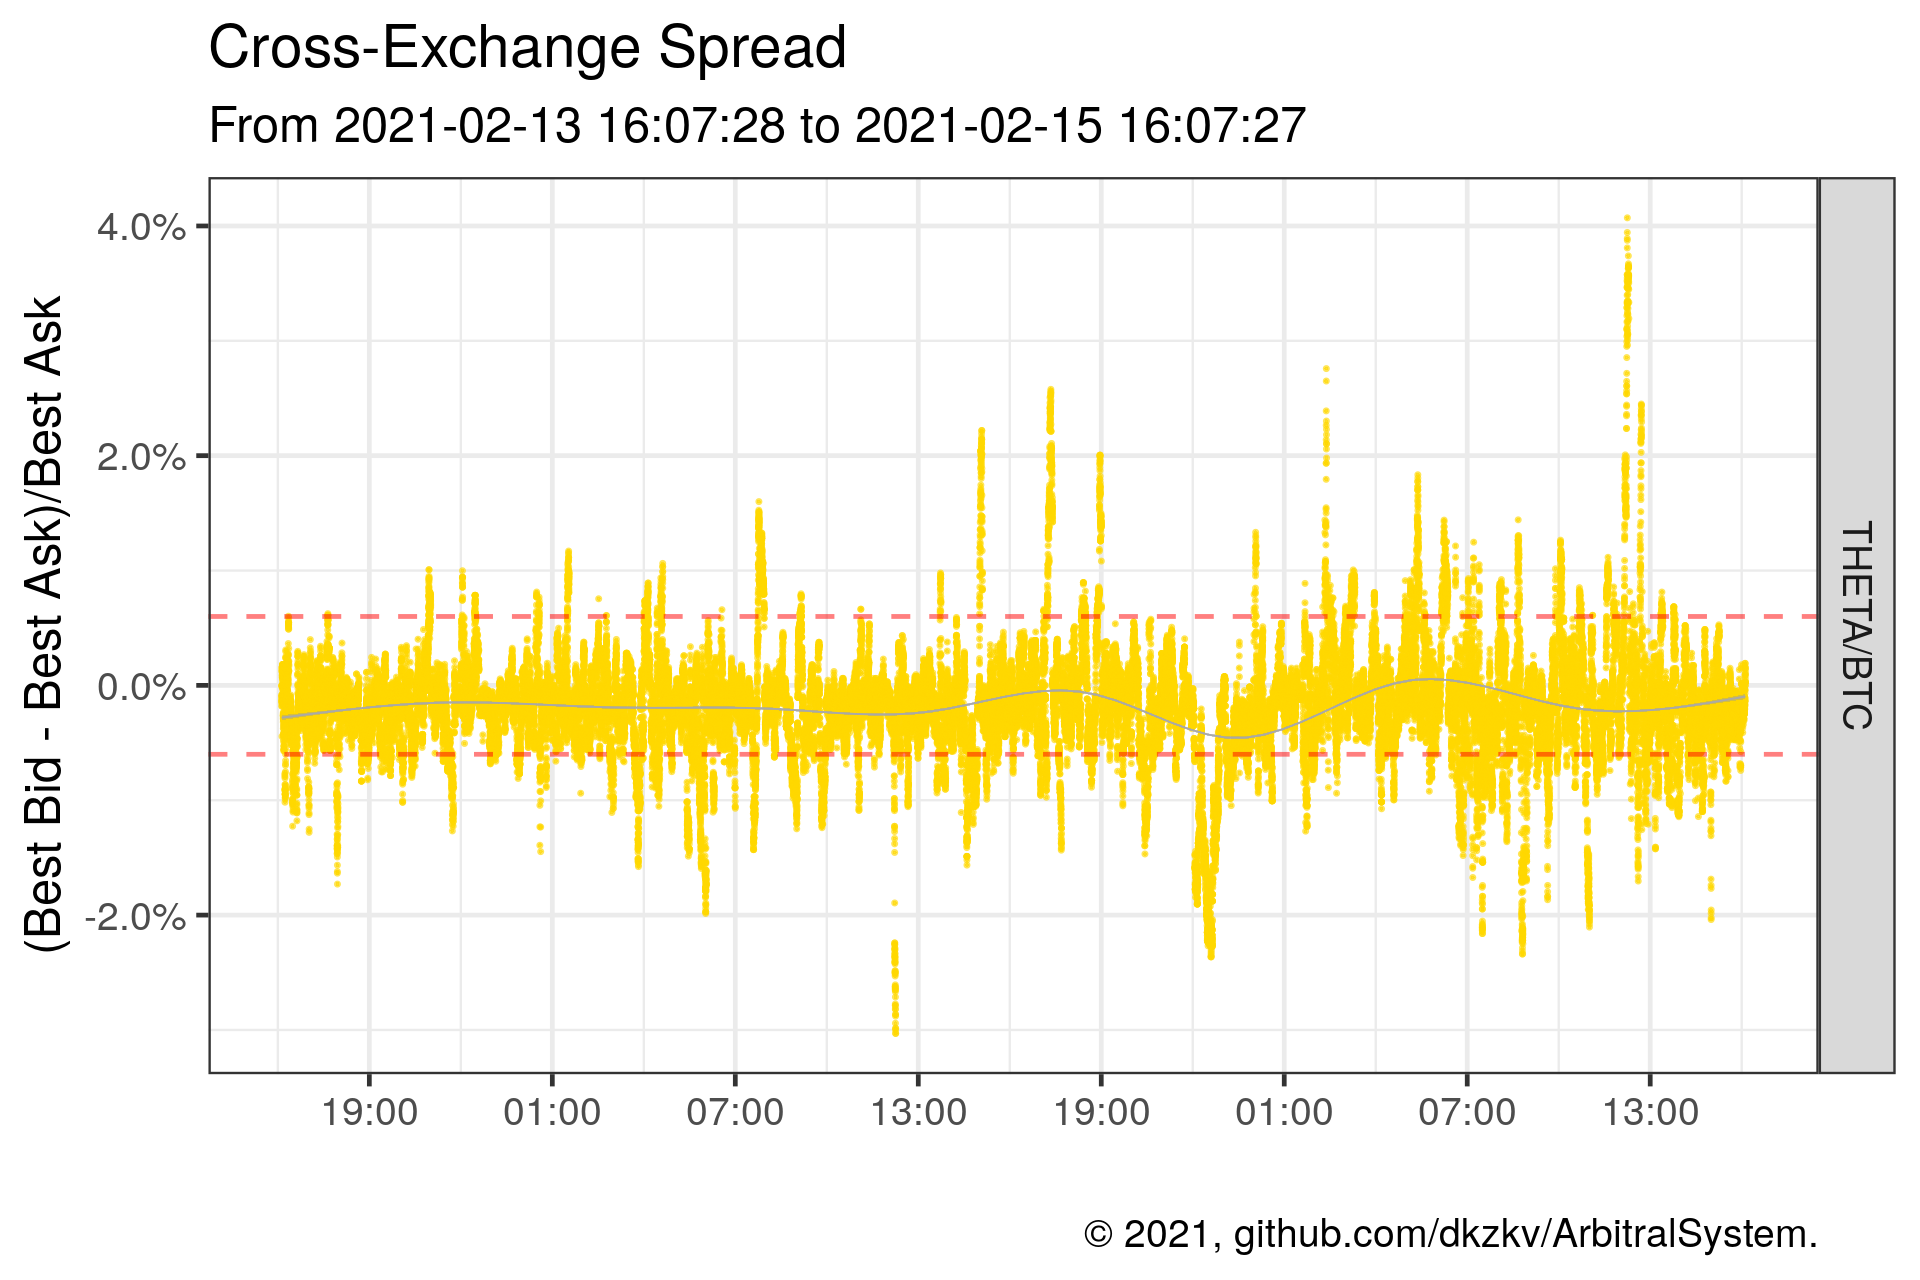 Cross-Exchange Spread
From 2021-02-13 16:07:28 to 2021-02-15 16:07:27
(Best Bid - Best Ask)/Best Ask
4.0%
2.0%
0.0%
-2.0%
THETA/BTC
19:00 01:00 07:00 13:00 19:00 01:00 07:00 13:00
© 2021, github.com/dkzkv/ArbitralSystem.